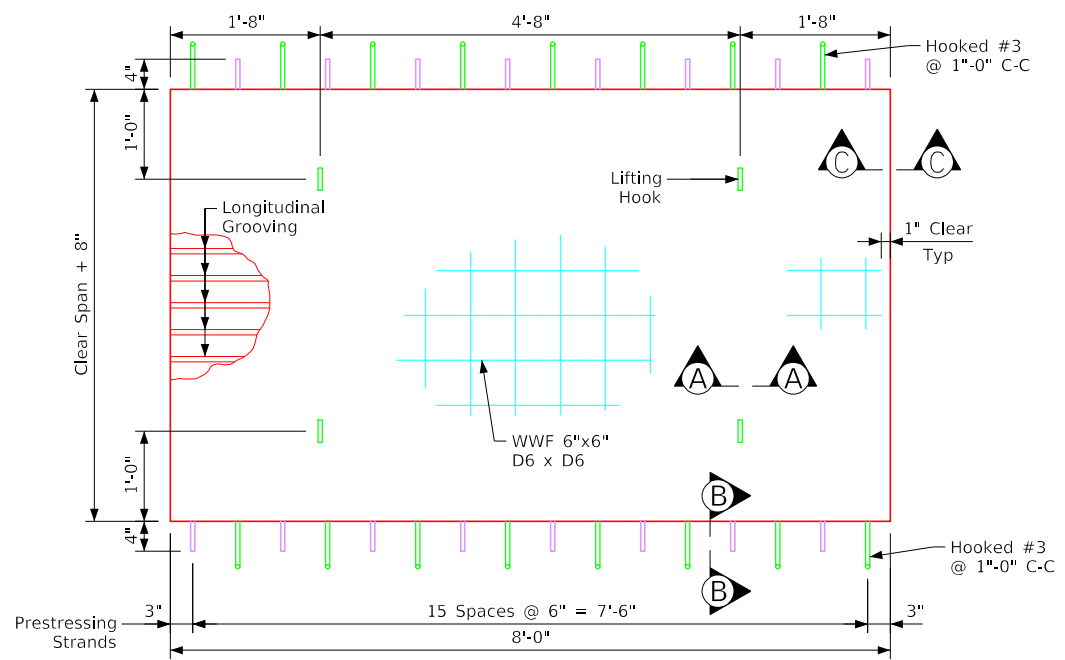 1'-8"
4'-8"
1'-8"
Hooked #3
@ 1"-0" C-C
4"
1'-0"
C
C
Lifting
Hook
Longitudinal
Grooving
1" Clear
Typ
Clear Span + 8"
A
A
WWF 6"x6"
D6 x D6
1'-0"
B
4"
Hooked #3
@ 1"-0" C-C
B
3"
15 Spaces @ 6" = 7'-6"
3"
Prestressing
Strands
8'-0"